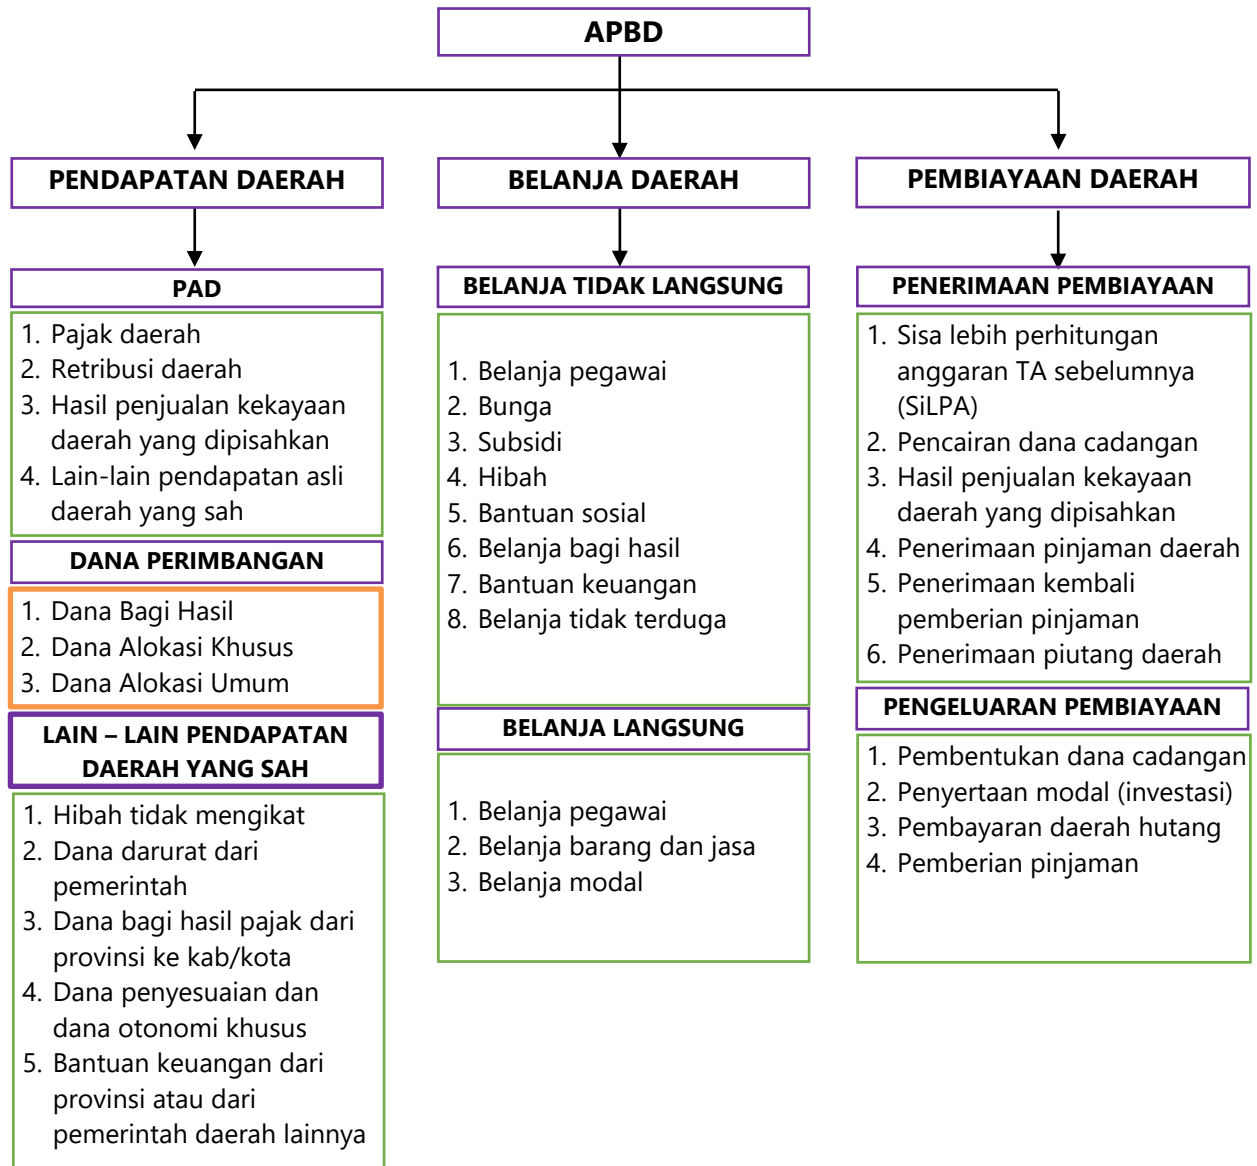 APBD
PENDAPATAN DAERAH
PAD
1. Pajak daerah
2. Retribusi daerah
3. Hasil penjualan kekayaan
daerah yang dipisahkan
4. Lain-lain pendapatan asli
daerah yang sah
DANA PERIMBANGAN
1. Dana Bagi Hasil
2. Dana Alokasi Khusus
3. Dana Alokasi Umum
LAIN – LAIN PENDAPATAN
DAERAH YANG SAH
1. Hibah tidak mengikat
2. Dana darurat dari
pemerintah
3. Dana bagi hasil pajak dari
provinsi ke kab/kota
4. Dana penyesuaian dan
dana otonomi khusus
5. Bantuan keuangan dari
provinsi atau dari
pemerintah daerah lainnya
BELANJA DAERAH
BELANJA TIDAK LANGSUNG
1. Belanja pegawai
2. Bunga
3. Subsidi
4. Hibah
5. Bantuan sosial
6. Belanja bagi hasil
7. Bantuan keuangan
8. Belanja tidak terduga
BELANJA LANGSUNG
1. Belanja pegawai
2. Belanja barang dan jasa
3. Belanja modal
PEMBIAYAAN DAERAH
PENERIMAAN PEMBIAYAAN
1. Sisa lebih perhitungan
anggaran TA sebelumnya
(SiLPA)
2. Pencairan dana cadangan
3. Hasil penjualan kekayaan
daerah yang dipisahkan
4. Penerimaan pinjaman daerah
5. Penerimaan kembali
pemberian pinjaman
6. Penerimaan piutang daerah
PENGELUARAN PEMBIAYAAN
1. Pembentukan dana cadangan
2. Penyertaan modal (investasi)
3. Pembayaran daerah hutang
4. Pemberian pinjaman